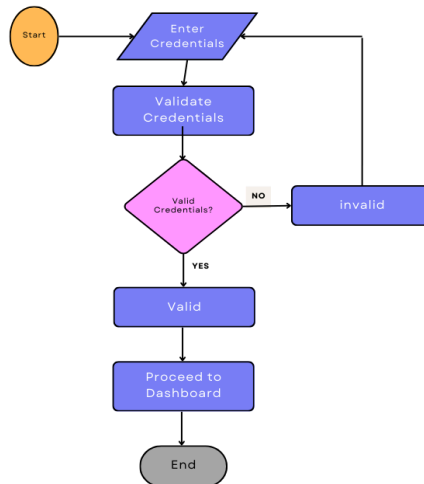 Start
Enter
Credentials
Validate
Credentials
Valid
Credentials?
NO
invalid
YES
Valid
Proceed to
Dashboard
End